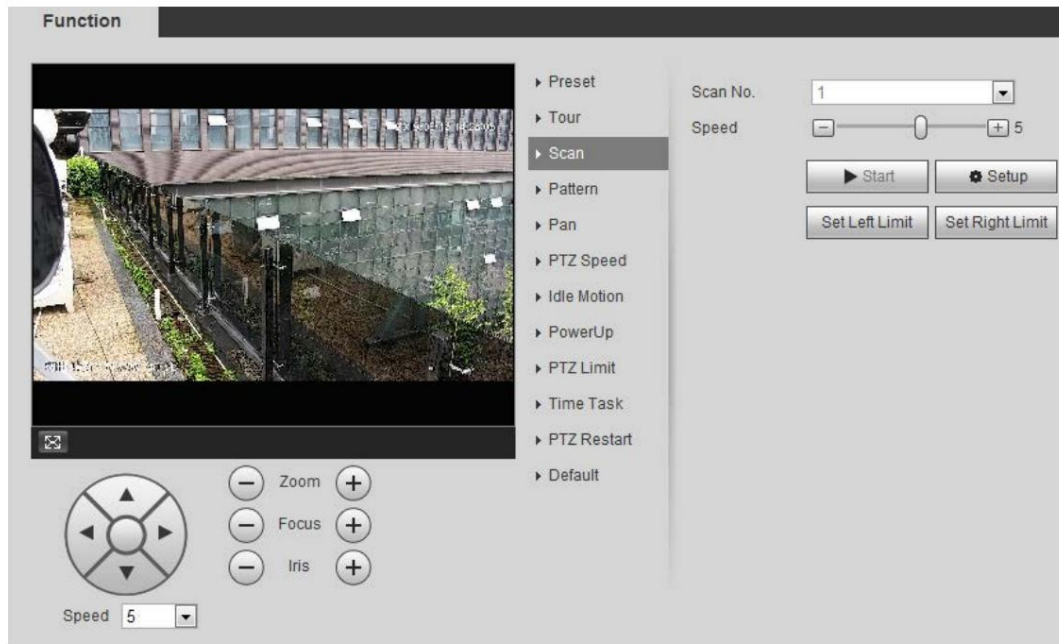 Function
Preset
Tour
Scan
Pattern
Pan
PTZ Speed
Idle Motion
PowerUp
PTZ Limit
Time Task
PTZ Restart
Default
Scan No. 1
Speed 5
Start Setup
Set Left Limit Set Right Limit
Zoom
Focus
Iris
Speed 5